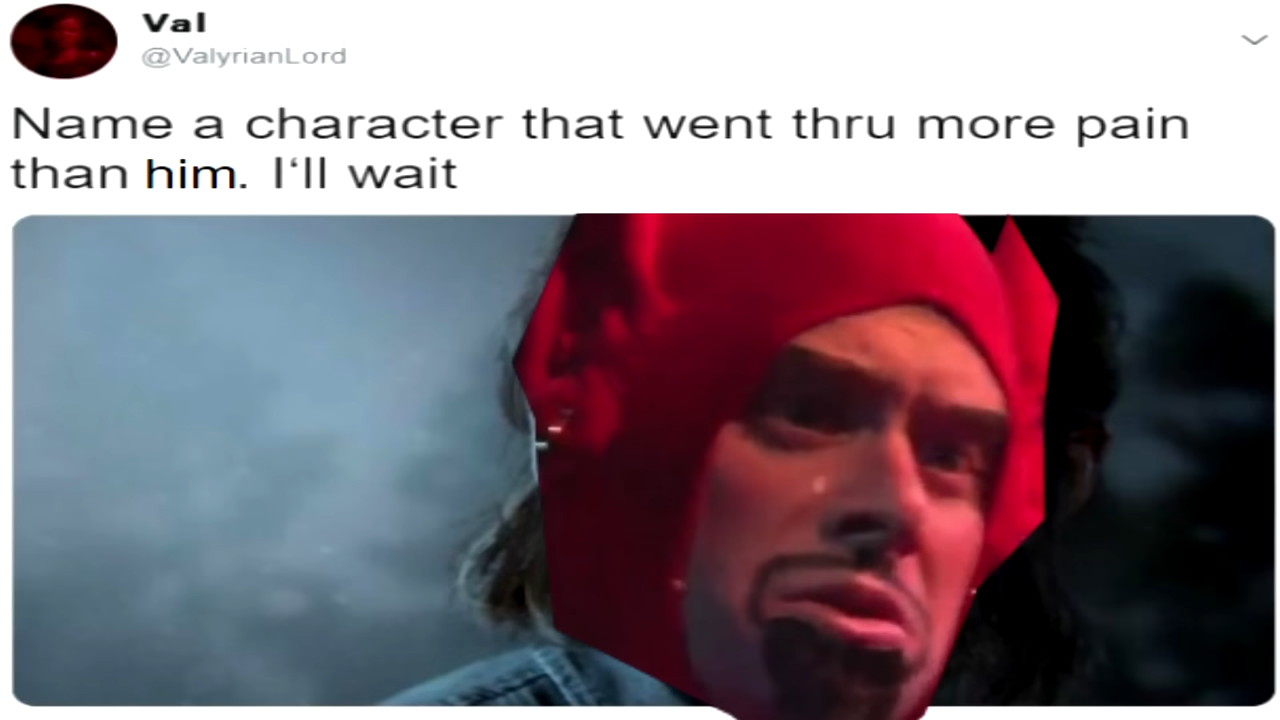 Val
@ValyrianLord
Name a character that went thru more pain
than him. I‘ll wait